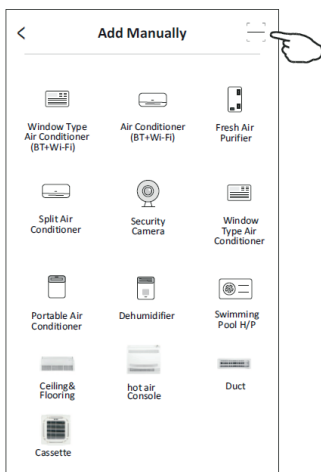 Add Manually
Window Type
Air Conditioner
(BT+Wi-Fi)
Air Conditioner
(BT+Wi-Fi)
Fresh Air
Purifier
Split Air
Conditioner
Security
Camera
Window
Type Air
Conditioner
Portable Air
Conditioner
Dehumidifier
Swimming
Pool H/P
Ceiling&
Flooring
hot air
Console
Duct
Cassette